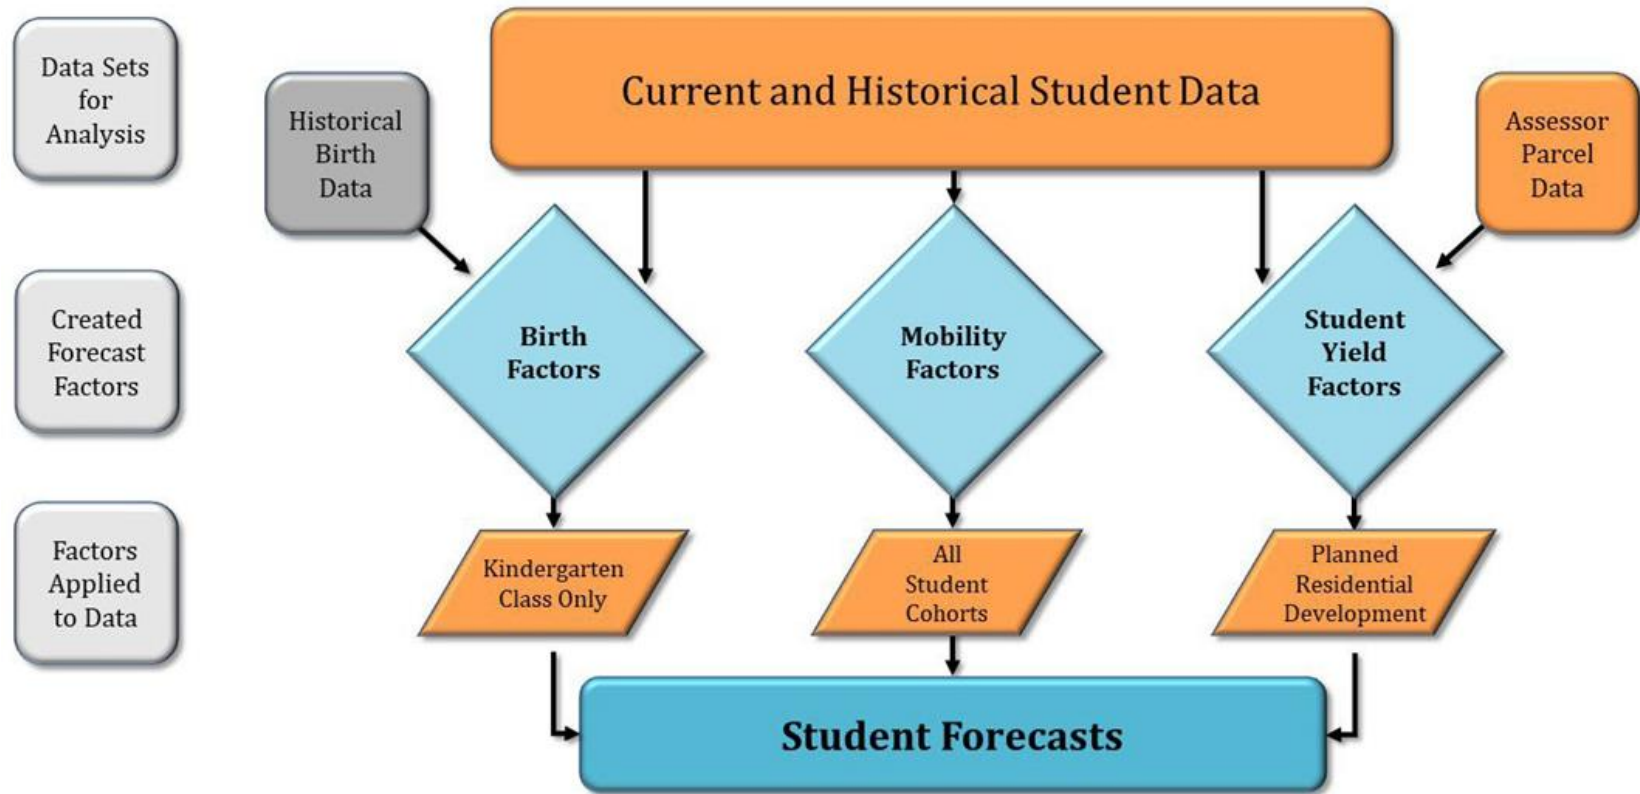 Data Sets
for
Analysis
Historical
Birth
Data
Current and Historical Student Data
Assessor
Parcel
Data
Created
Forecast
Factors
Birth
Factors
Mobility
Factors
Student
Yield
Factors
Factors
Applied
to Data
Kindergarten
Class Only
All
Student
Cohorts
Planned
Residential
Development
Student Forecasts